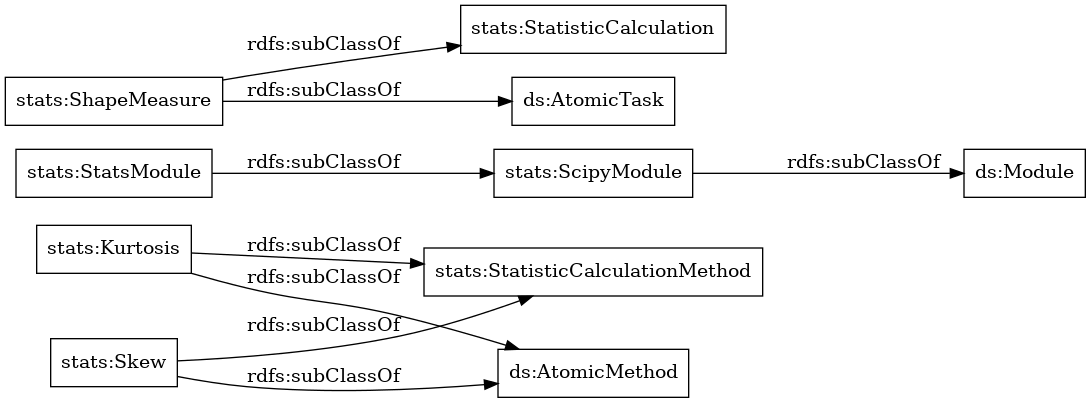 stats:StatisticCalculation
rdfs:subClassOf
stats:ShapeMeasure
rdfs:subClassOf
ds:AtomicTask
stats:StatsModule
rdfs:subClassOf
stats:ScipyModule
rdfs:subClassOf
ds:Module
stats:Kurtosis
rdfs:subClassOf
rdfs:subClassOf
stats:StatisticCalculationMethod
stats:Skew
rdfs:subClassOf
rdfs:subClassOf
ds:AtomicMethod